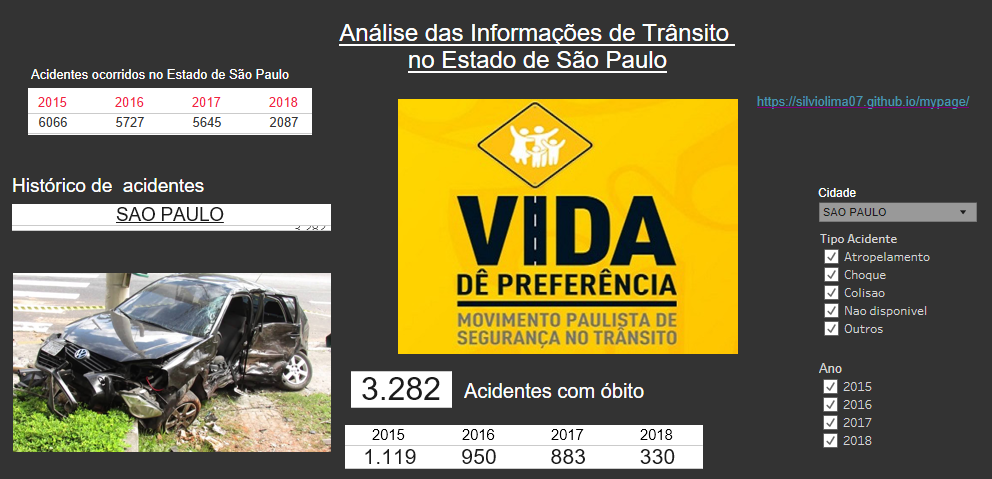 Análise das Informações de Trânsito
no Estado de São Paulo
Acidentes ocorridos no Estado de São Paulo
2015 2016 2017 2018
6066 5727 5645 2087
https://silviolima07.github.io/mypage/
Histórico de acidentes
SAO PAULO
3.282
VIDA
DÊ PREFERÊNCIA
MOVIMENTO PAULISTA DE
SEGURANÇA NO TRÂNSITO
Cidade
SAO PAULO
Tipo Acidente
Atropelamento
Choque
Colisao
Nao disponivel
Outros
Ano
2015
2016
2017
2018
3.282 Acidentes com óbito
2015 2016 2017 2018
1.119 950 883 330